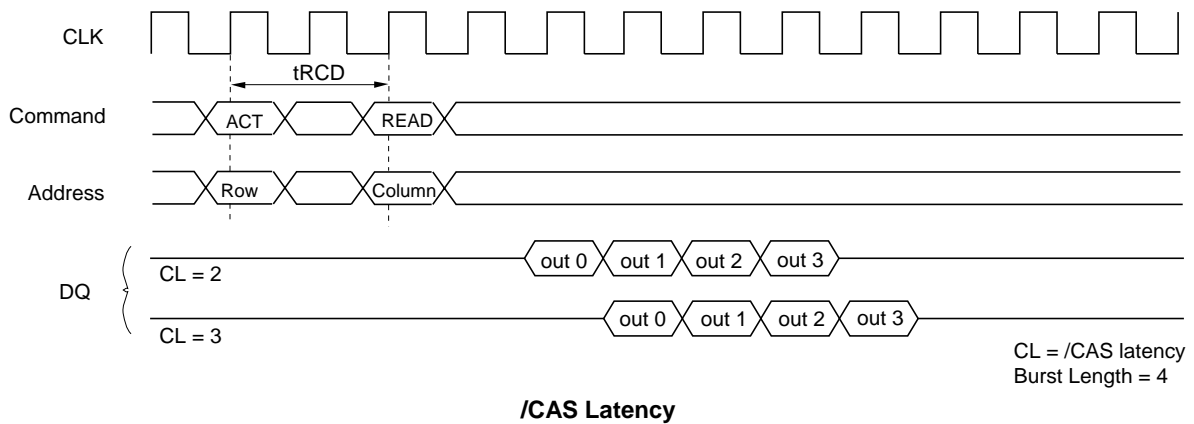 CLK
tRCD
Command
ACT
READ
Address
Row
Column
DQ
CL = 2
out 0
out 1
out 2
out 3
CL = 3
out 0
out 1
out 2
out 3
CL = /CAS latency
Burst Length = 4
/CAS Latency